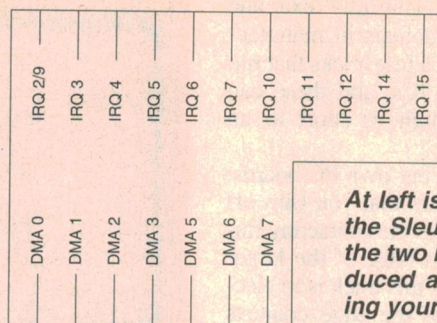 IRQ 2/9
IRQ 3
IRQ 4
IRQ 5
IRQ 6
IRQ 7
IRQ 10
IRQ 11
IRQ 12
IRQ 14
IRQ 15
DMA 0
DMA 1
DMA 2
DMA 3
DMA 5
DMA 6
DMA 7
At left is
the Sleu
the two
duced a
ing your